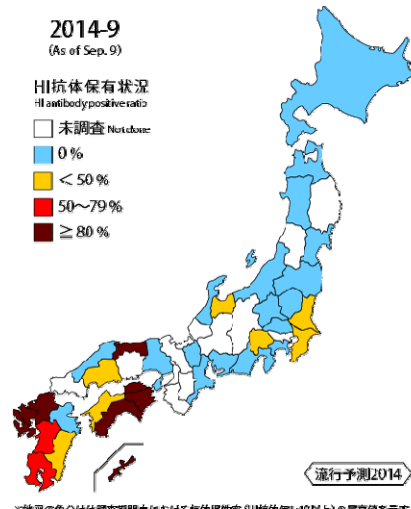 2014-9
(As of Sep. 9)
HI抗体保有状況
HI antibody positive ratio
未調査 Not done
0 %
< 50 %
50～79 %
≧ 80 %
流行予測2014